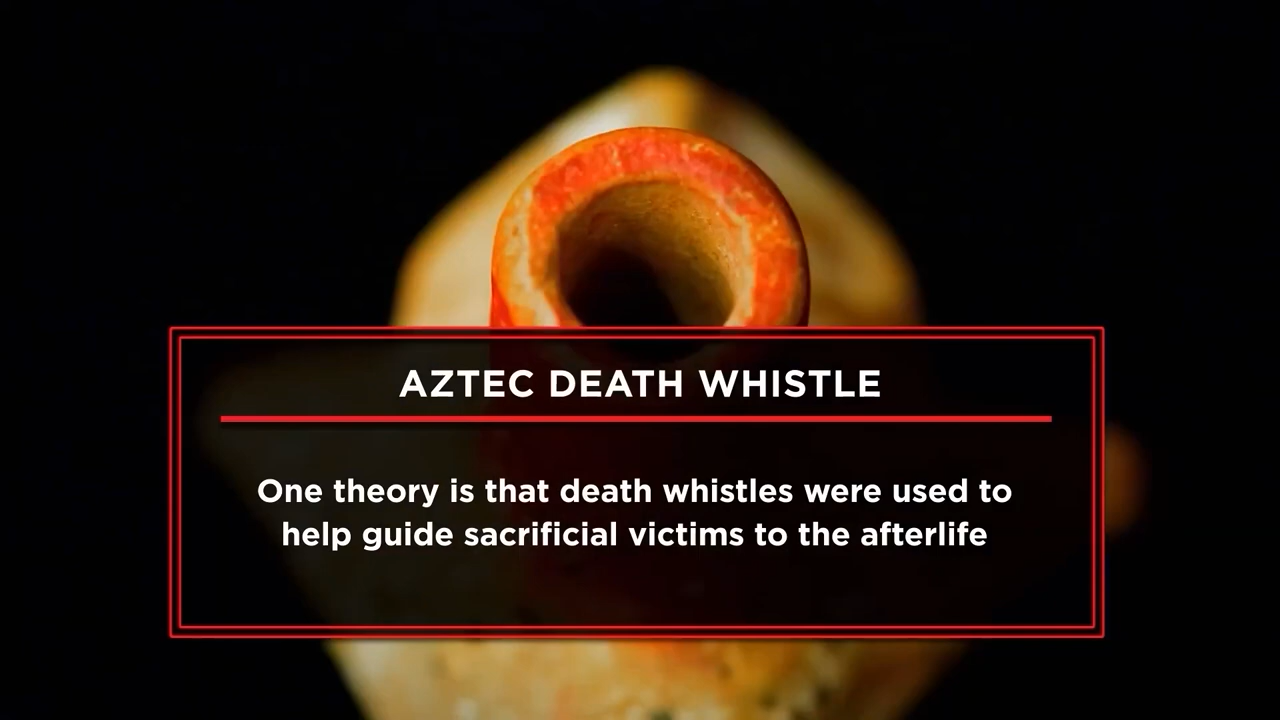 AZTEC DEATH WHISTLE
One theory is that death whistles were used to
help guide sacrificial victims to the afterlife